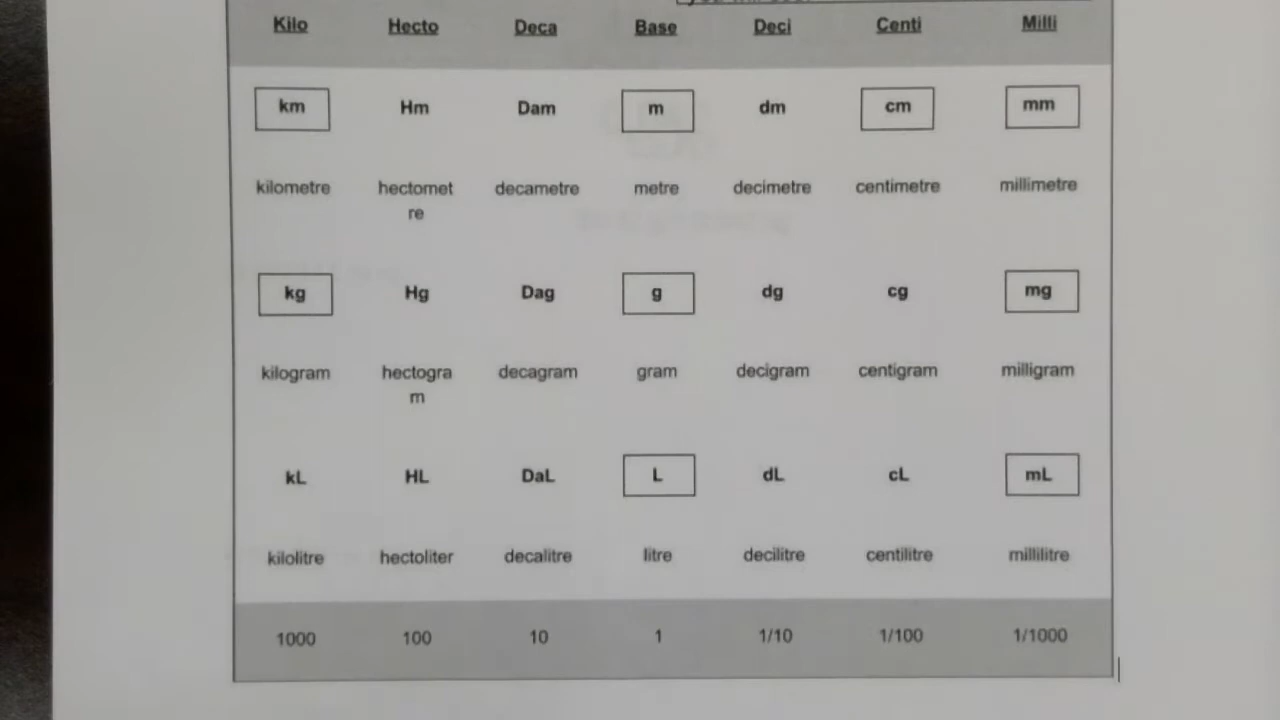 Kilo Hecto Deca Base Deci Centi Milli
km Hm Dam m dm cm mm
kilometre hectomet decametre metre decimetre centimetre millimetre
re
kg Hg Dag g dg cg mg
kilogram hectogra decagram gram decigram centigram milligram
m
kL HL DaL L dL cL mL
kilolitre hectoliter decalitre litre decilitre centilitre millilitre
1000 100 10 1 1/10 1/100 1/1000